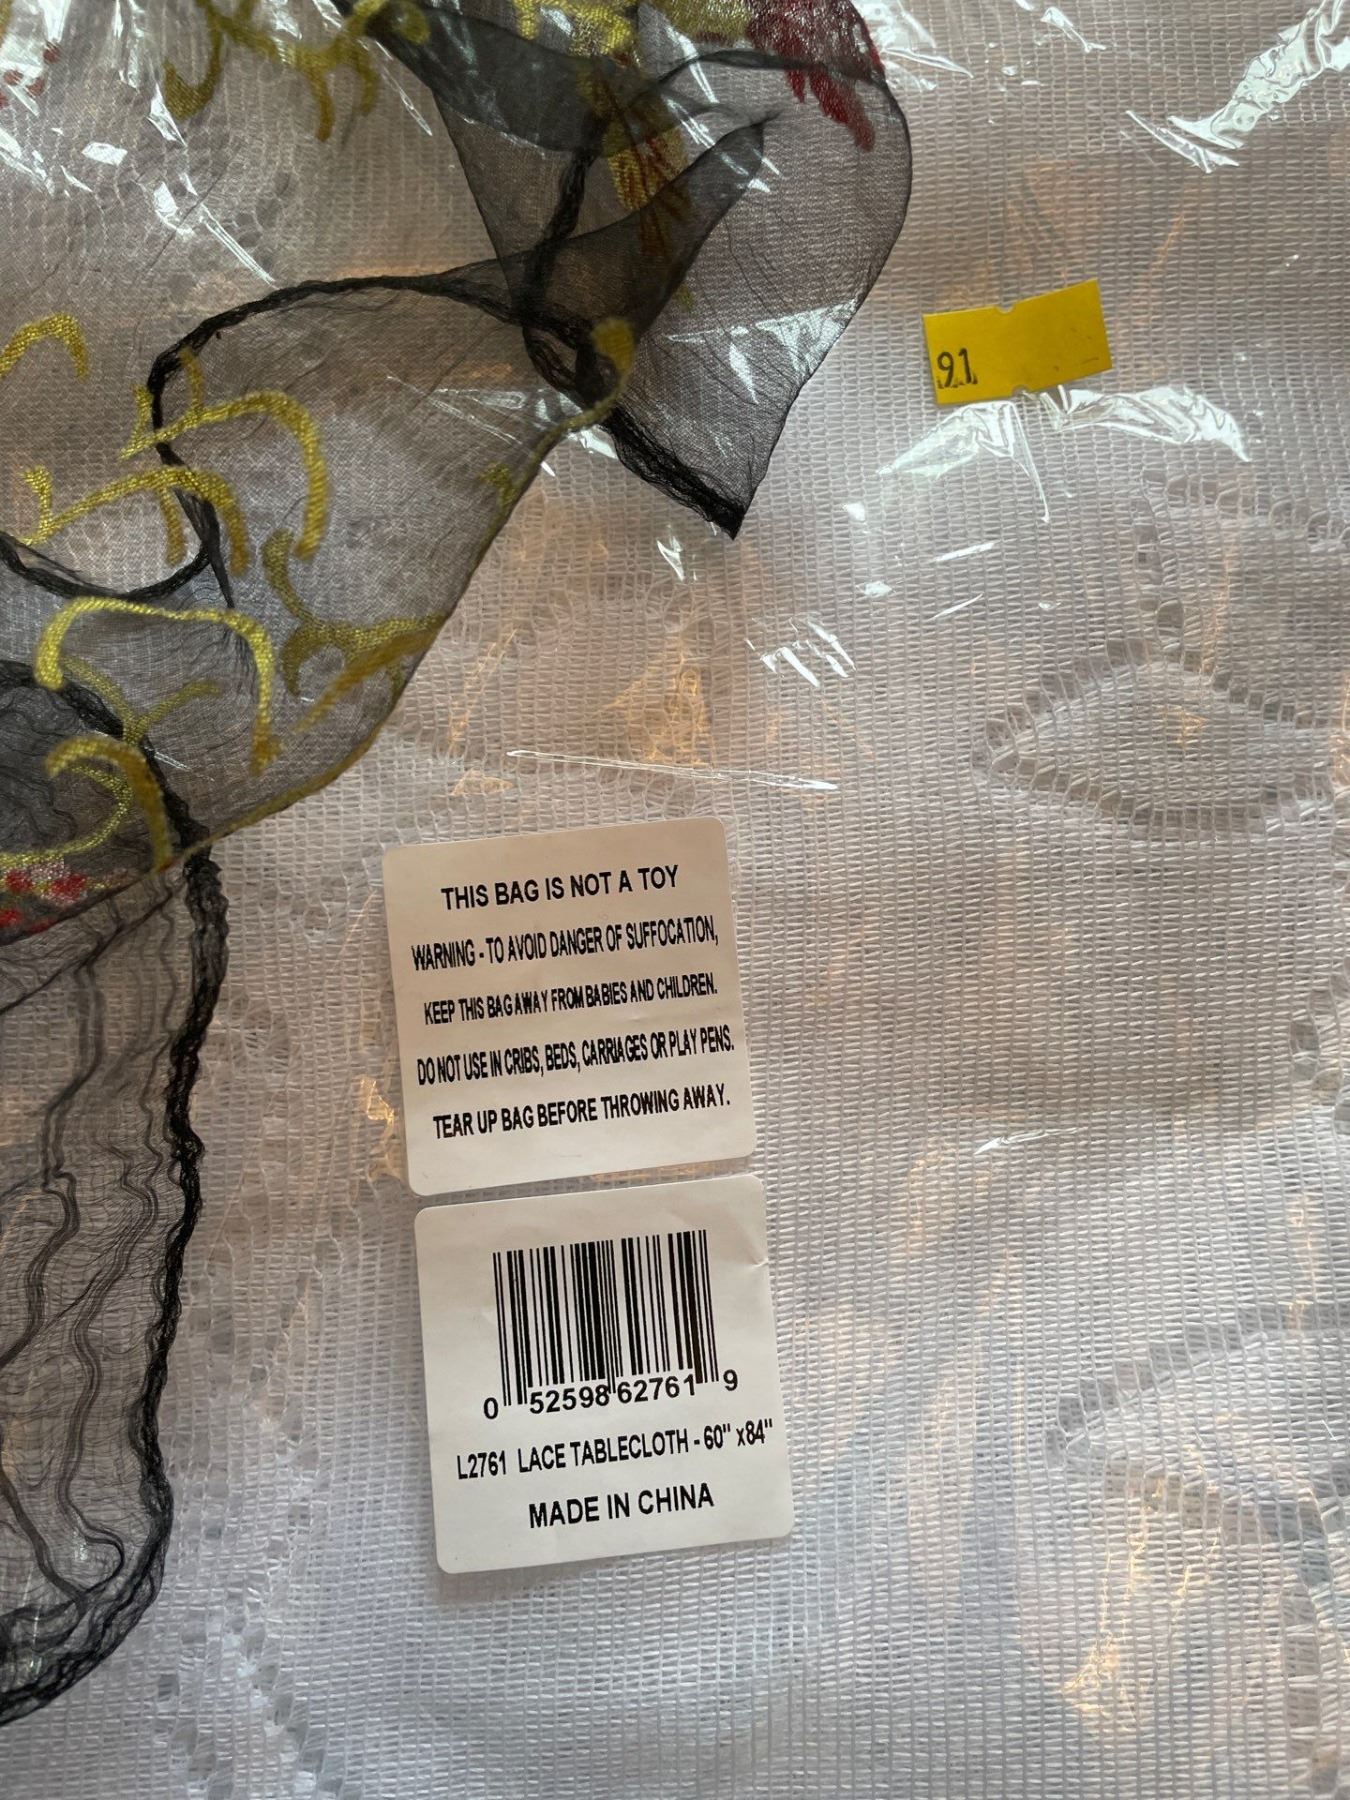 91
THIS BAG IS NOT A TOY
WARNING - TO AVOID DANGER OF SUFFOCATION,
KEEP THIS BAG AWAY FROM BABIES AND CHILDREN.
DO NOT USE IN CRIBS, BEDS, CARRIAGES OR PLAY PENS.
TEAR UP BAG BEFORE THROWING AWAY.
0 52598 62761 9
L2761 LACE TABLECLOTH - 60" x84"
MADE IN CHINA